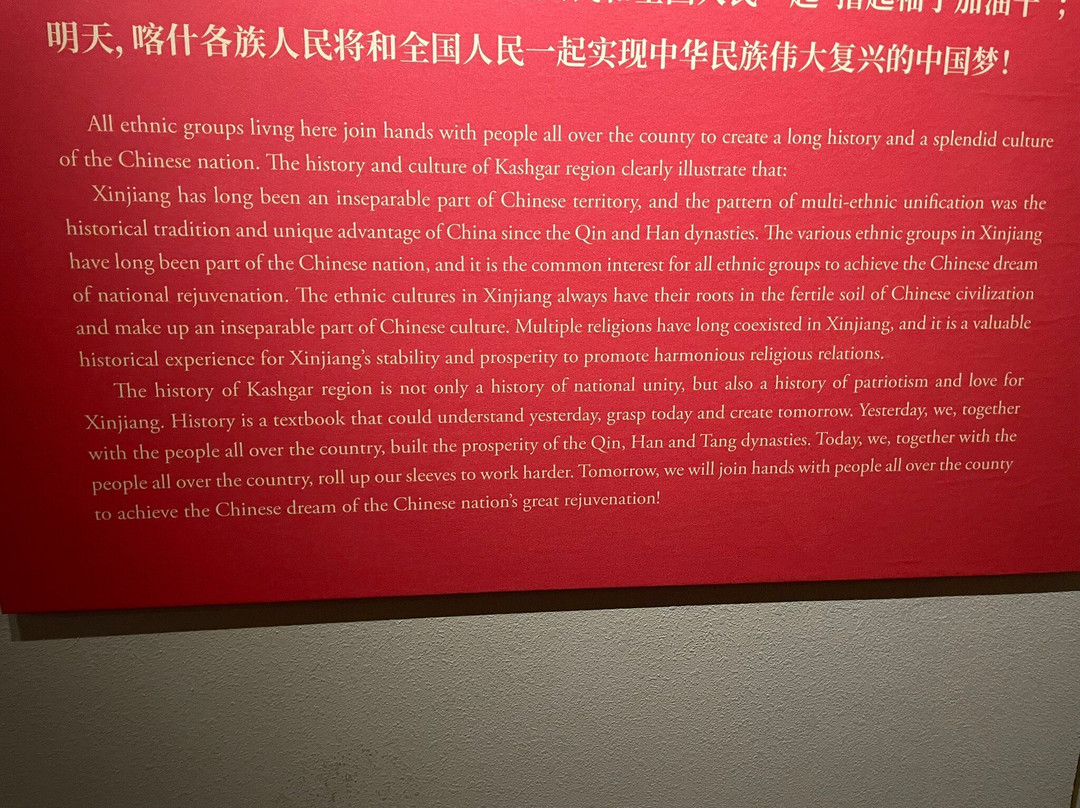 全国人民一起“撸起袖子加油干”；
明天，喀什各族人民将和全国人民一起实现中华民族伟大复兴的中国梦！
All ethnic groups livng here join hands with people all over the county to create a long history and a splendid culture
of the Chinese nation. The history and culture of Kashgar region clearly illustrate that:
Xinjiang has long been an inseparable part of Chinese territory, and the pattern of multi-ethnic unification was the
historical tradition and unique advantage of China since the Qin and Han dynasties. The various ethnic groups in Xinjiang
have long been part of the Chinese nation, and it is the common interest for all ethnic groups to achieve the Chinese dream
of national rejuvenation. The ethnic cultures in Xinjiang always have their roots in the fertile soil of Chinese civilization
and make up an inseparable part of Chinese culture. Multiple religions have long coexisted in Xinjiang, and it is a valuable
historical experience for Xinjiang's stability and prosperity to promote harmonious religious relations.
The history of Kashgar region is not only a history of national unity, but also a history of patriotism and love for
Xinjiang. History is a textbook that could understand yesterday, grasp today and create tomorrow. Yesterday, we, together
with the people all over the country, built the prosperity of the Qin, Han and Tang dynasties. Today, we, together with the
people all over the country, roll up our sleeves to work harder. Tomorrow, we will join hands with people all over the county
to achieve the Chinese dream of the Chinese nation's great rejuvenation!